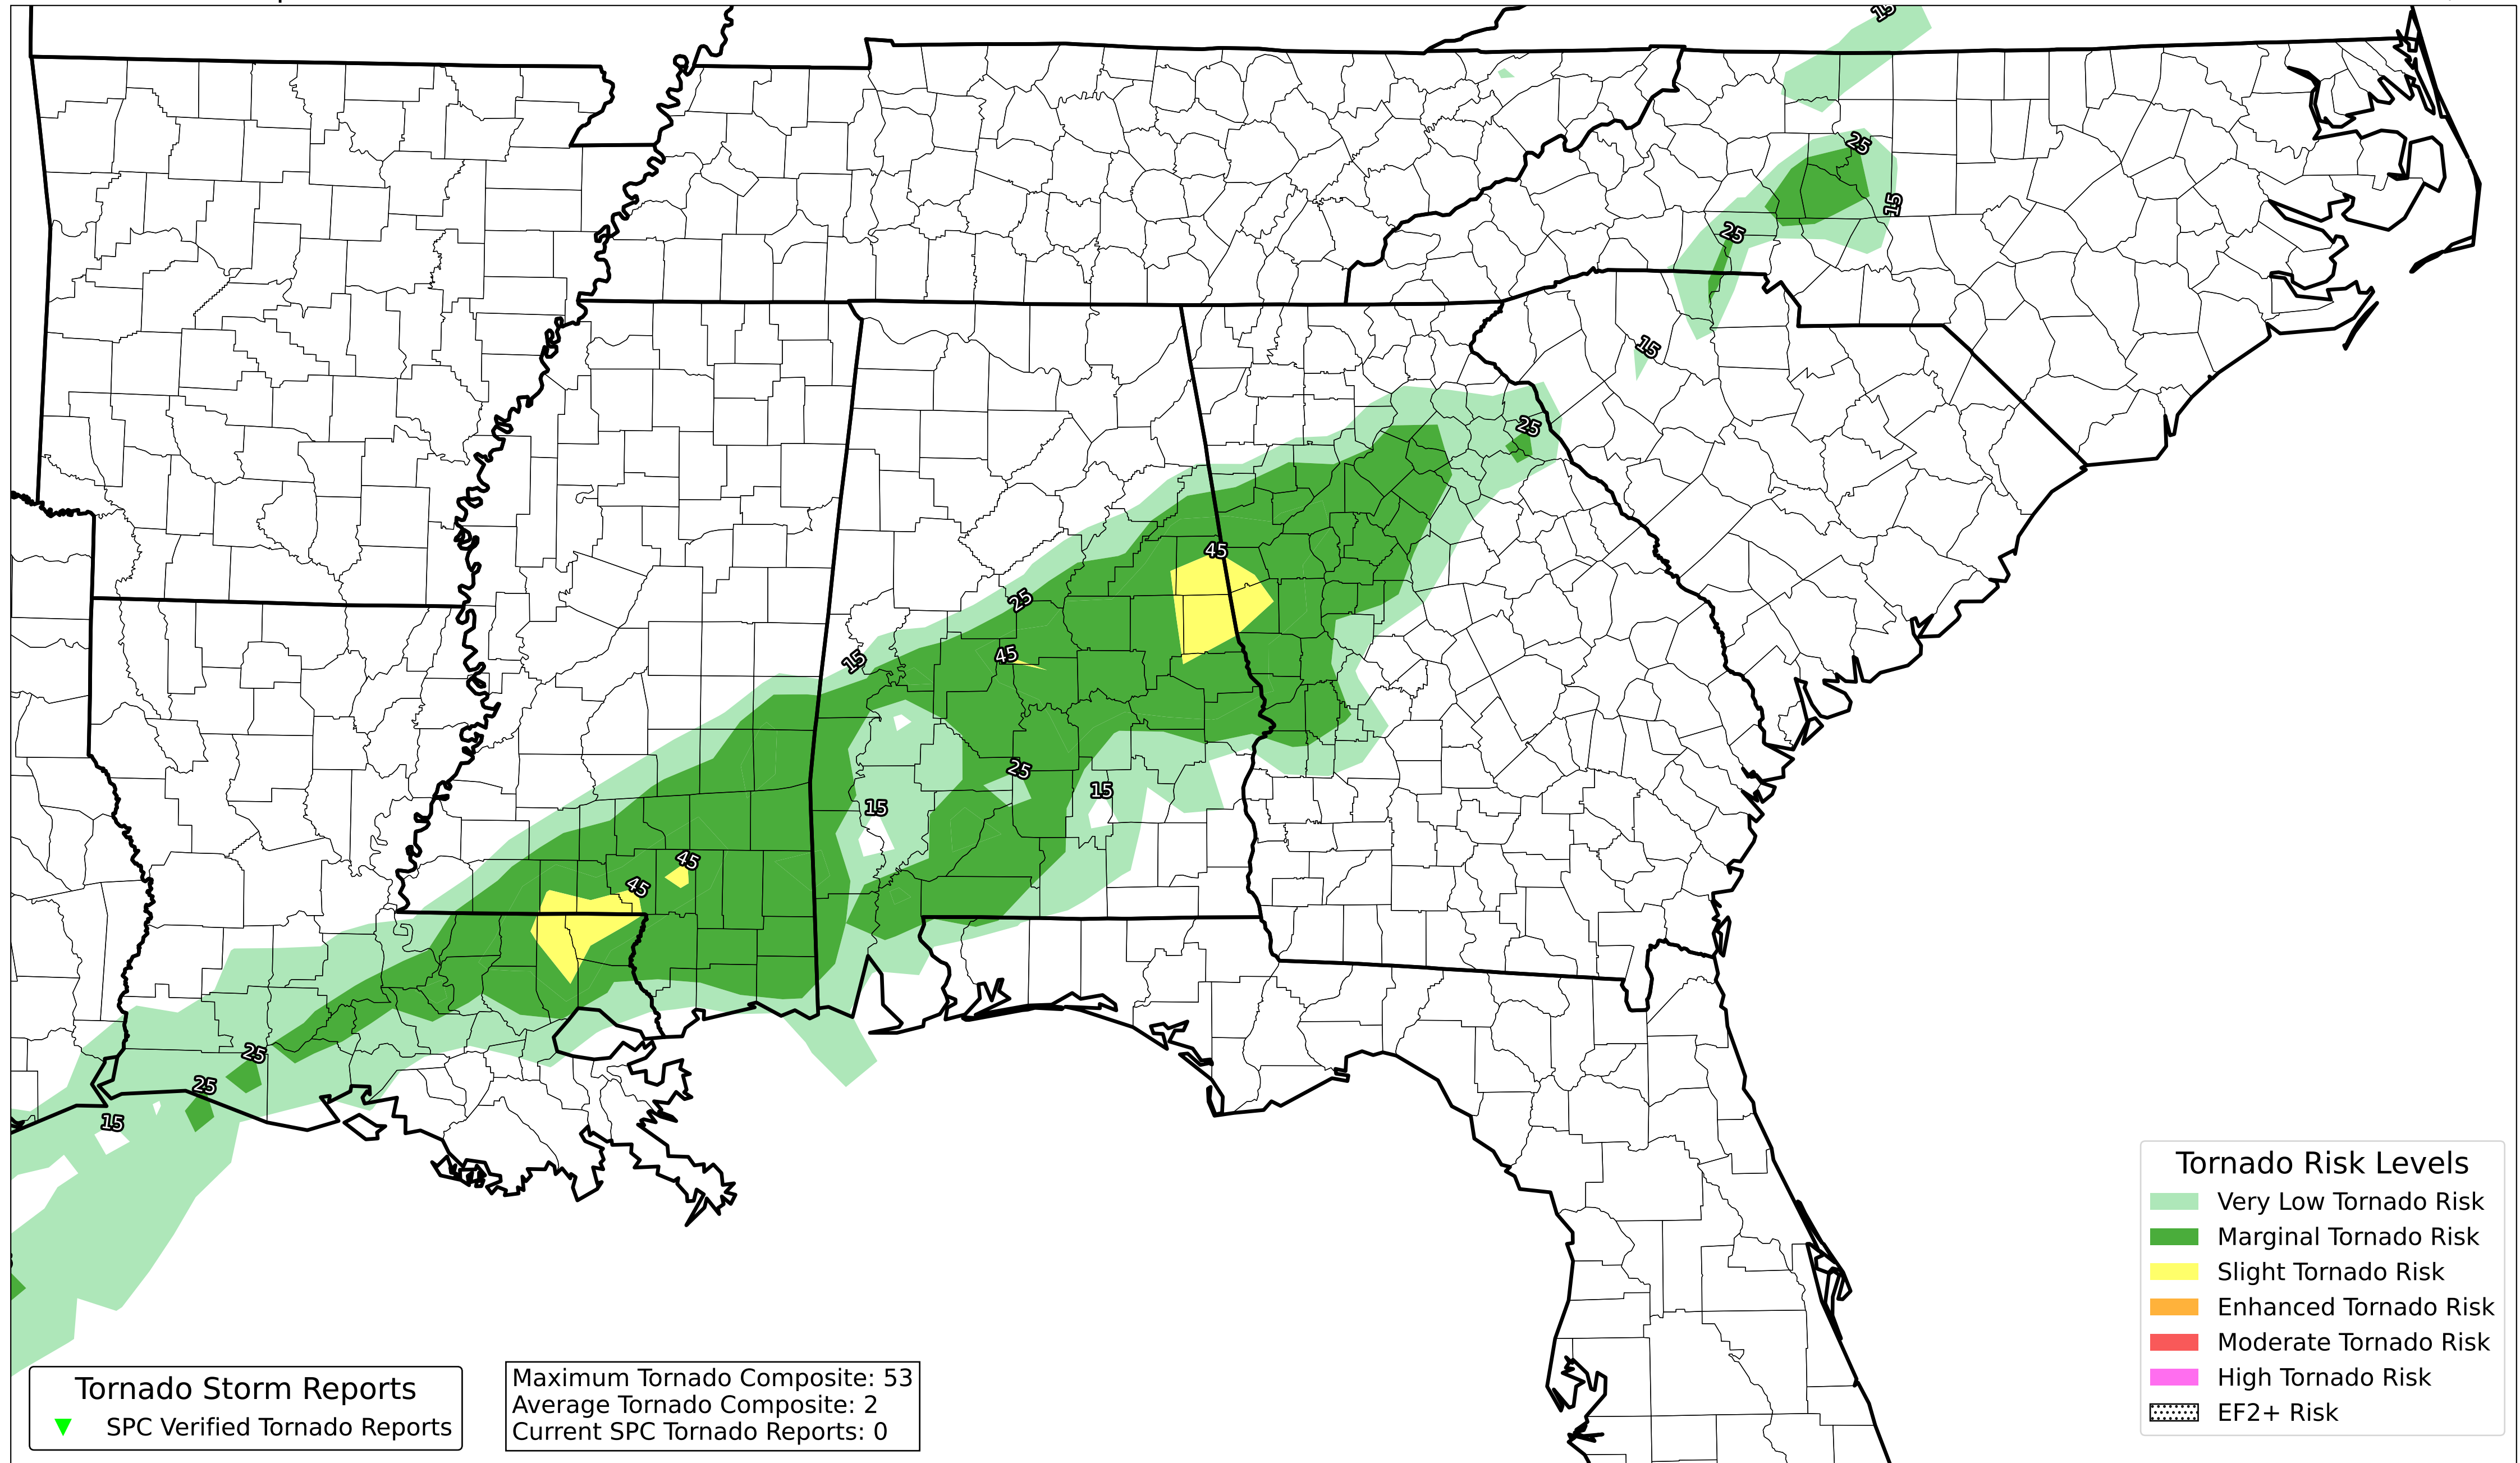 15
25
15
25
15
25
45
25
15
45
25
15
15
45
45
25
25
15
Tornado Risk Levels
Very Low Tornado Risk
Marginal Tornado Risk
Slight Tornado Risk
Enhanced Tornado Risk
Moderate Tornado Risk
High Tornado Risk
EF2+ Risk
Tornado Storm Reports
SPC Verified Tornado Reports
Maximum Tornado Composite: 53
Average Tornado Composite: 2
Current SPC Tornado Reports: 0